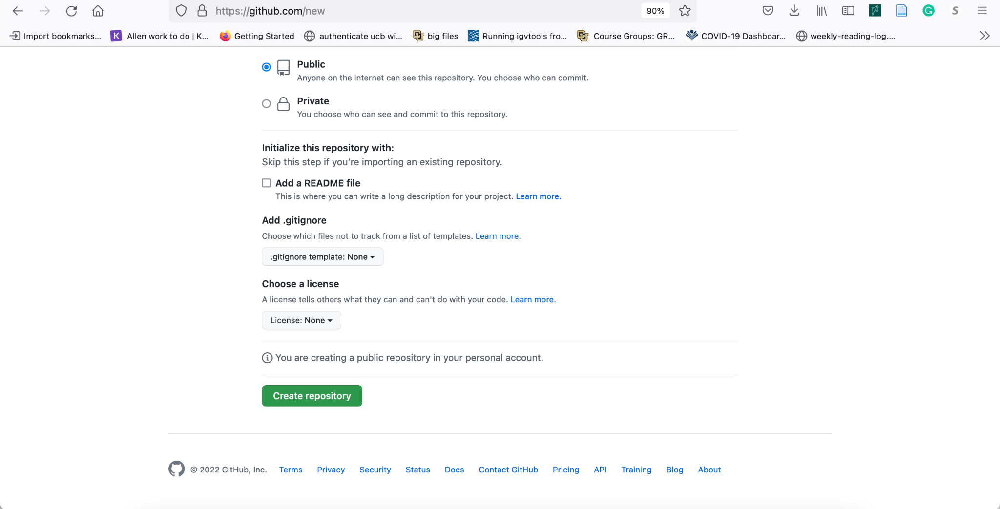 https://github.com/new 90%
Import bookmarks... K Allen work to do | K... Getting Started authenticate ucb wi... big files Running igvtools fro... Course Groups: GR... COVID-19 Dashboar... weekly-reading-log....
Public
Anyone on the internet can see this repository. You choose who can commit.
Private
You choose who can see and commit to this repository.
Initialize this repository with:
Skip this step if you’re importing an existing repository.
Add a README file
This is where you can write a long description for your project. Learn more.
Add .gitignore
Choose which files not to track from a list of templates. Learn more.
.gitignore template: None
Choose a license
A license tells others what they can and can't do with your code. Learn more.
License: None
You are creating a public repository in your personal account.
Create repository
© 2022 GitHub, Inc. Terms Privacy Security Status Docs Contact GitHub Pricing API Training Blog About